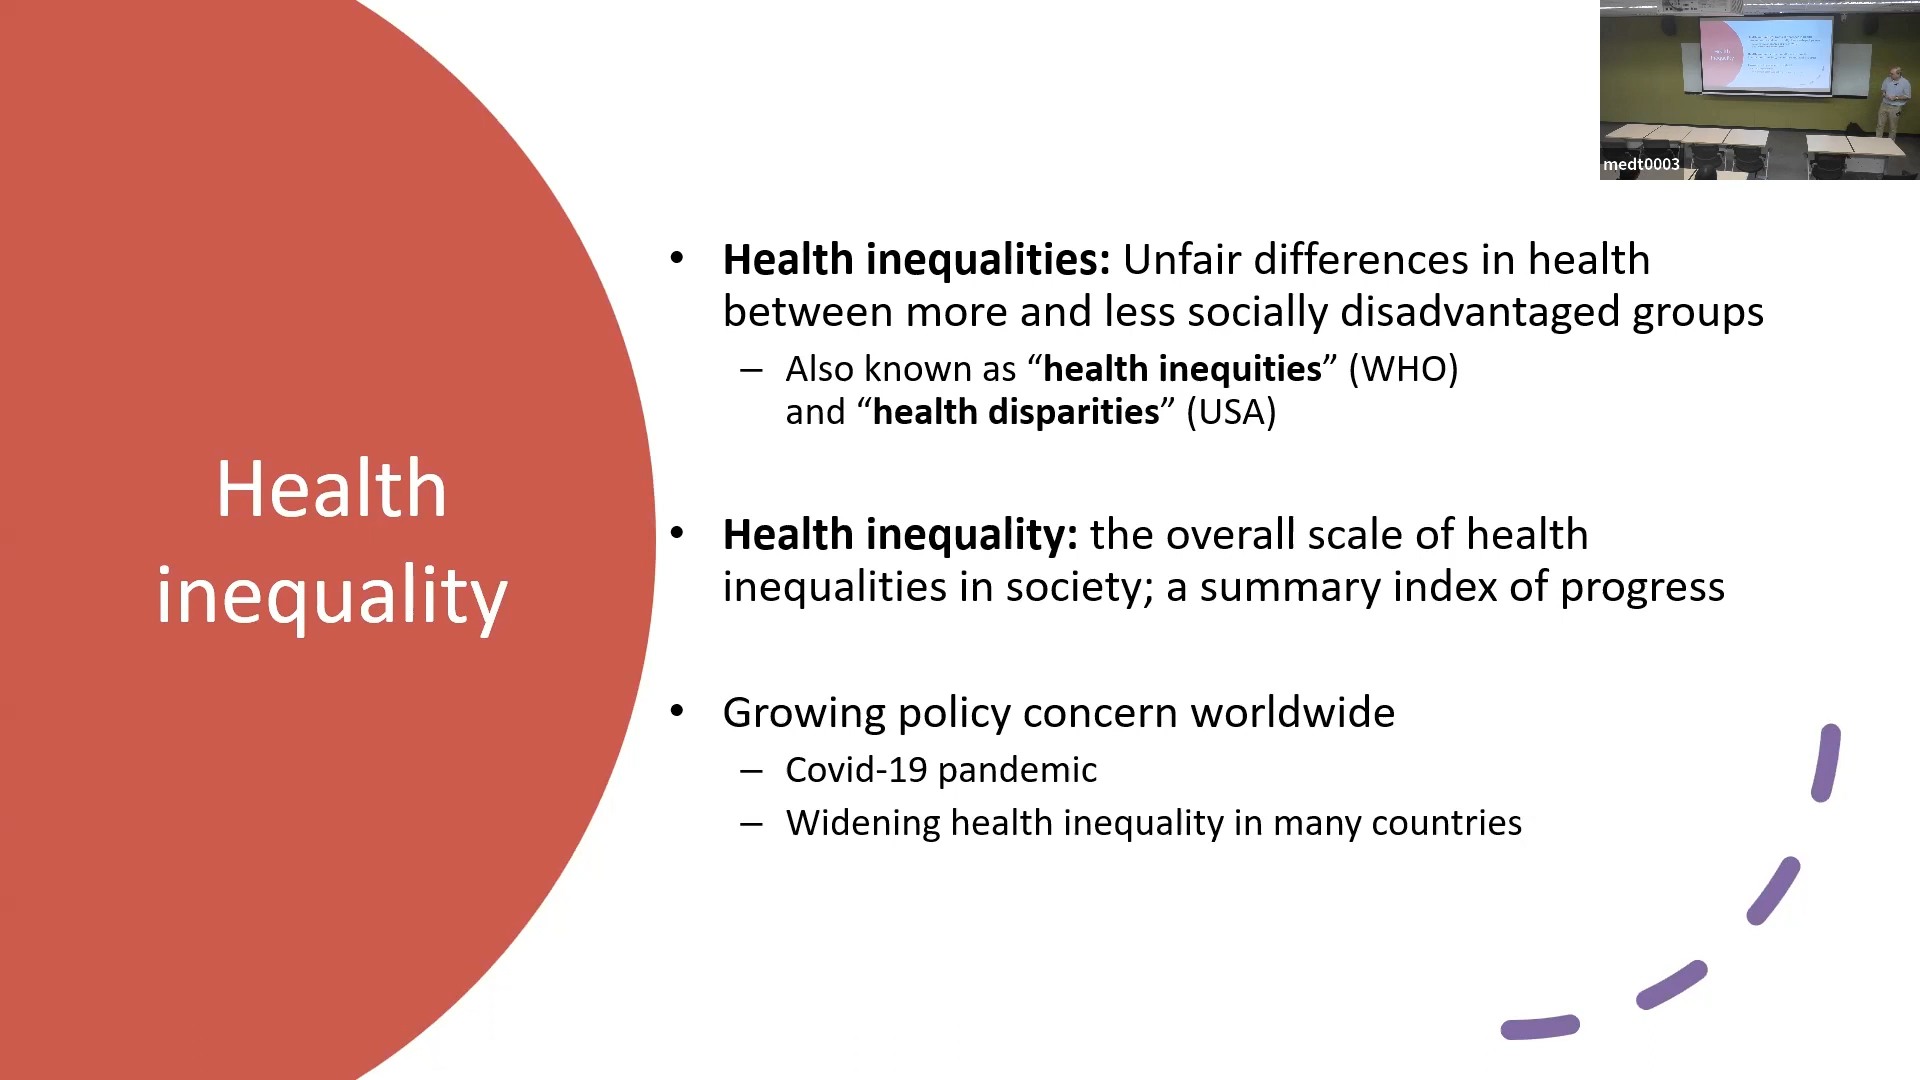 medt0003
Health
inequality
• Health inequalities: Unfair differences in health
between more and less socially disadvantaged groups
– Also known as “health inequities” (WHO)
and “health disparities” (USA)
• Health inequality: the overall scale of health
inequalities in society; a summary index of progress
• Growing policy concern worldwide
– Covid-19 pandemic
– Widening health inequality in many countries